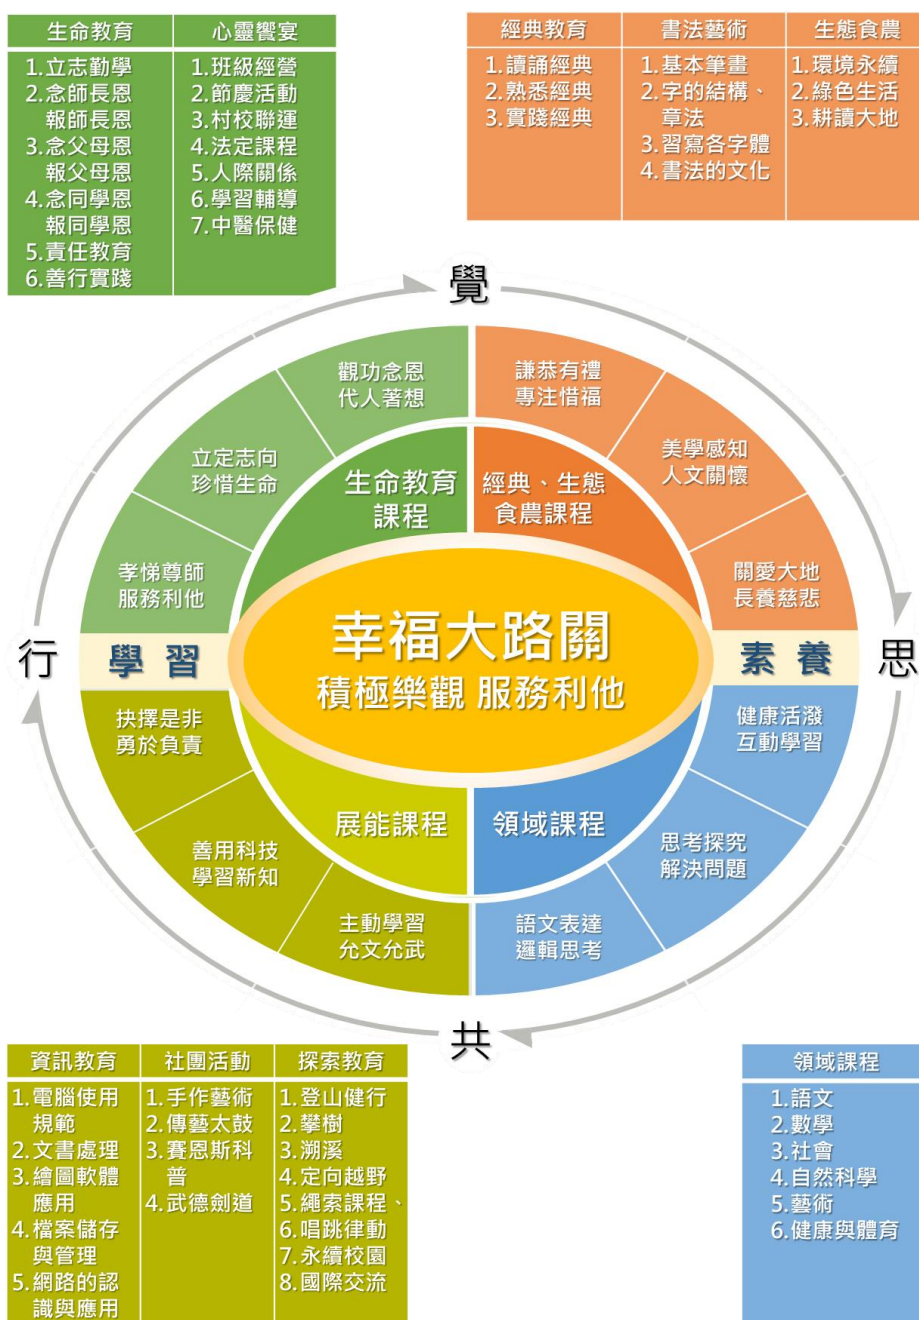 生命教育
1.立志勤學
2.念師長恩
報師長恩
3.念父母恩
報父母恩
4.念同學恩
報同學恩
5.責任教育
6.善行實踐
心靈饗宴
1.班級經營
2.節慶活動
3.村校聯運
4.法定課程
5.人際關係
6.學習輔導
7.中醫保健
經典教育
1.讀誦經典
2.熟悉經典
3.實踐經典
書法藝術
1.基本筆畫
2.字的結構、
章法
3.習寫各字體
4.書法的文化
生態食農
1.環境永續
2.綠色生活
3.耕讀大地
覺
觀功念恩
代人著想
謙恭有禮
專注惜福
立定志向
珍惜生命
美學感知
人文關懷
生命教育
課程
經典、生態
食農課程
孝悌尊師
服務利他
關愛大地
長養慈悲
幸福大路關
積極樂觀 服務利他
行
學習
素養
思
抉擇是非
勇於負責
健康活潑
互動學習
展能課程
領域課程
善用科技
學習新知
思考探究
解決問題
主動學習
允文允武
語文表達
邏輯思考
共
資訊教育
1.電腦使用
規範
2.文書處理
3.繪圖軟體
應用
4.檔案儲存
與管理
5.網路的認
識與應用
社團活動
1.手作藝術
2.傳藝太鼓
3.賽恩斯科
普
4.武德劍道
探索教育
1.登山健行
2.攀樹
3.溯溪
4.定向越野
5.繩索課程、
6.唱跳律動
7.永續校園
8.國際交流
領域課程
1.語文
2.數學
3.社會
4.自然科學
5.藝術
6.健康與體育